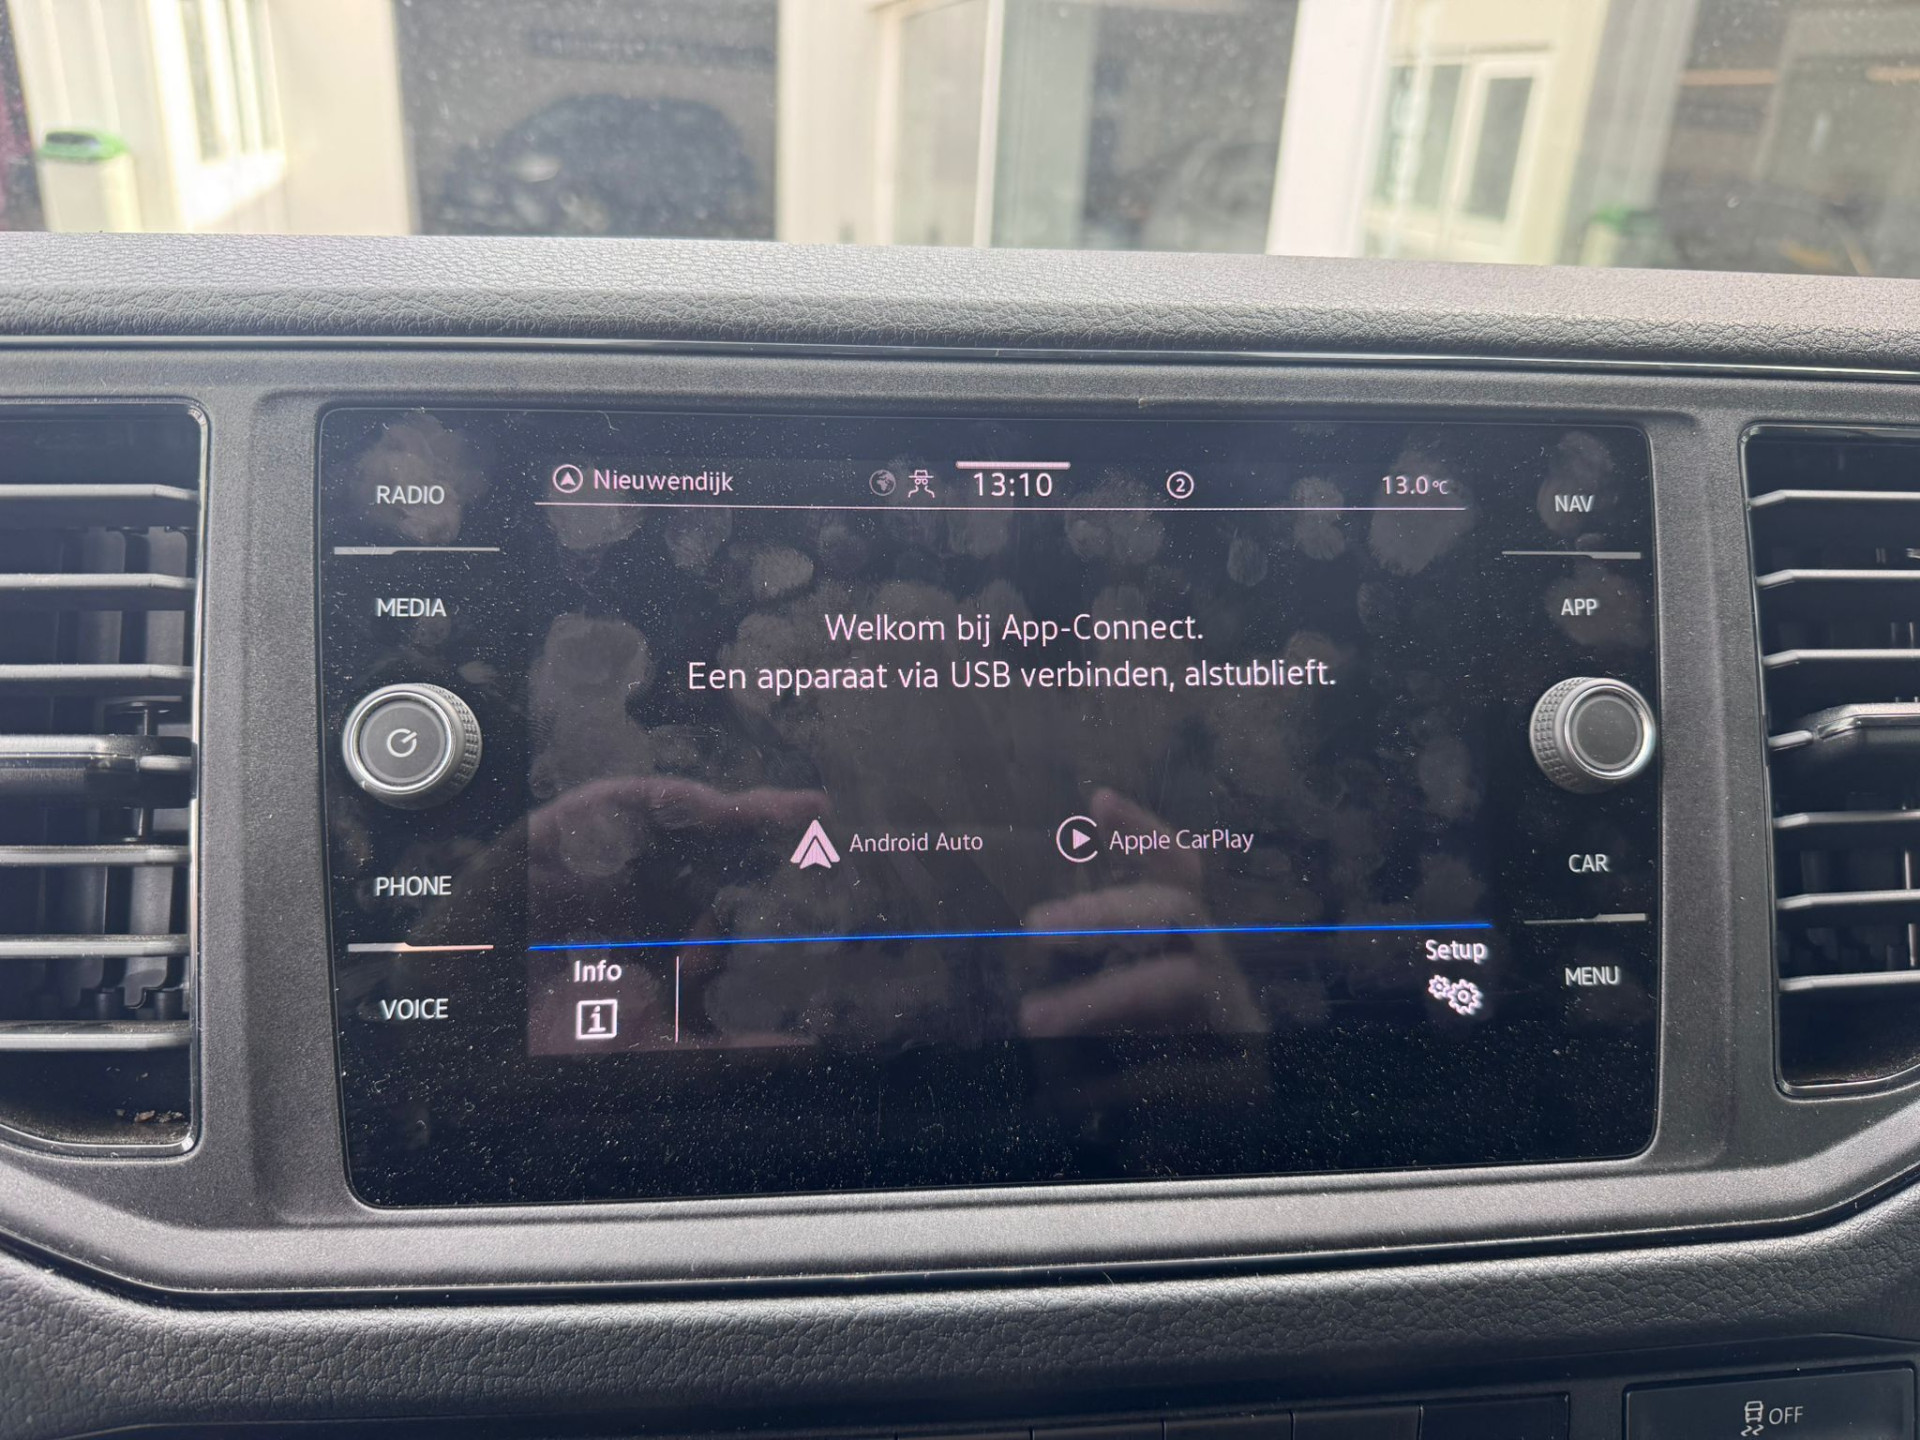 RADIO
MEDIA
PHONE
VOICE
Nieuwendijk
13:10
2
13.0°C
Welkom bij App-Connect.
Een apparaat via USB verbinden, alstublieft.
Android Auto
Apple CarPlay
Info
i
Setup
NAV
APP
CAR
MENU
OFF